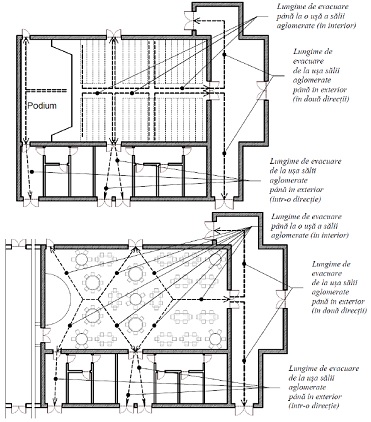 Lungime de evacuare
până la o ușă a sălii
aglomerate (în interior)
Lungime de
evacuare
de la ușa sălii
aglomerate
până în exterior
(în două direcții)
Podium
Lungime de evacuare
de la ușa sălii
aglomerate
până în exterior
(într-o direcție)
Lungime de evacuare
până la o ușă a sălii
aglomerate (în interior)
Lungime de
evacuare
de la ușa sălii
aglomerate
până în exterior
(în două direcții)
Lungime de evacuare
de la ușa sălii
aglomerate
până în exterior
(într-o direcție)